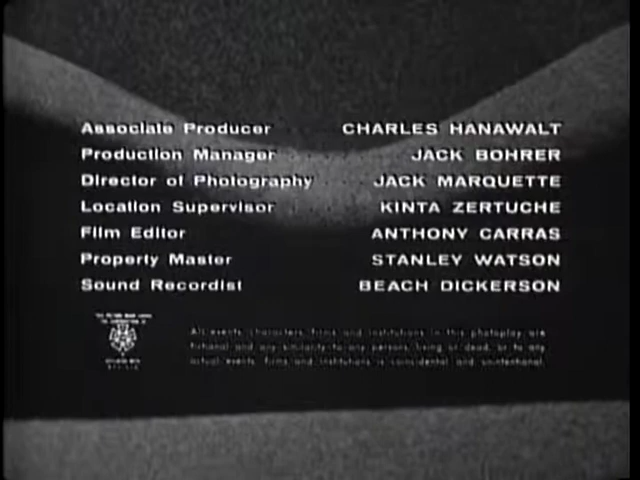 Associate Producer CHARLES HANAWALT
Production Manager JACK BOHRER
Director of Photography JACK MARQUETTE
Location Supervisor KINTA ZERTUCHE
Film Editor ANTHONY CARRAS
Property Master STANLEY WATSON
Sound Recordist BEACH DICKERSON
All events, characters, firms and institutions in this photoplay are
fictional and any similarity to any persons, living or dead, or to any
actual events, firms and institutions is coincidental and unintentional.